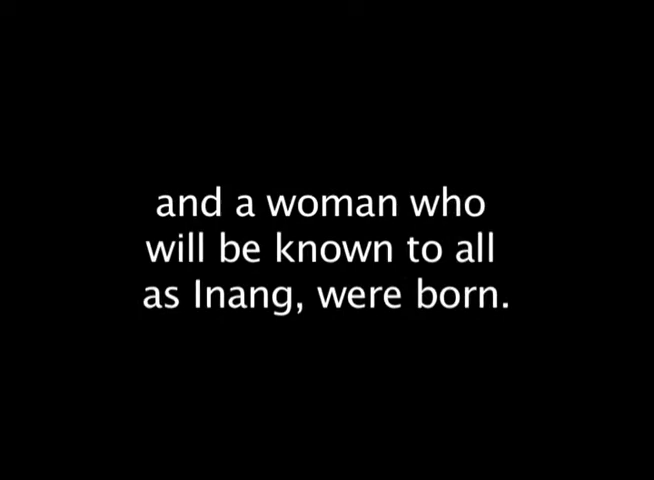 and a woman who
will be known to all
as Inang, were born.